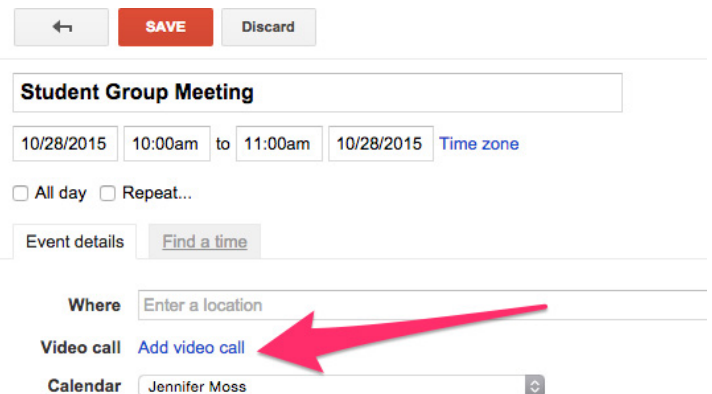 SAVE Discard
Student Group Meeting
10/28/2015 10:00am to 11:00am 10/28/2015 Time zone
All day Repeat...
Event details Find a time
Where Enter a location
Video call Add video call
Calendar Jennifer Moss